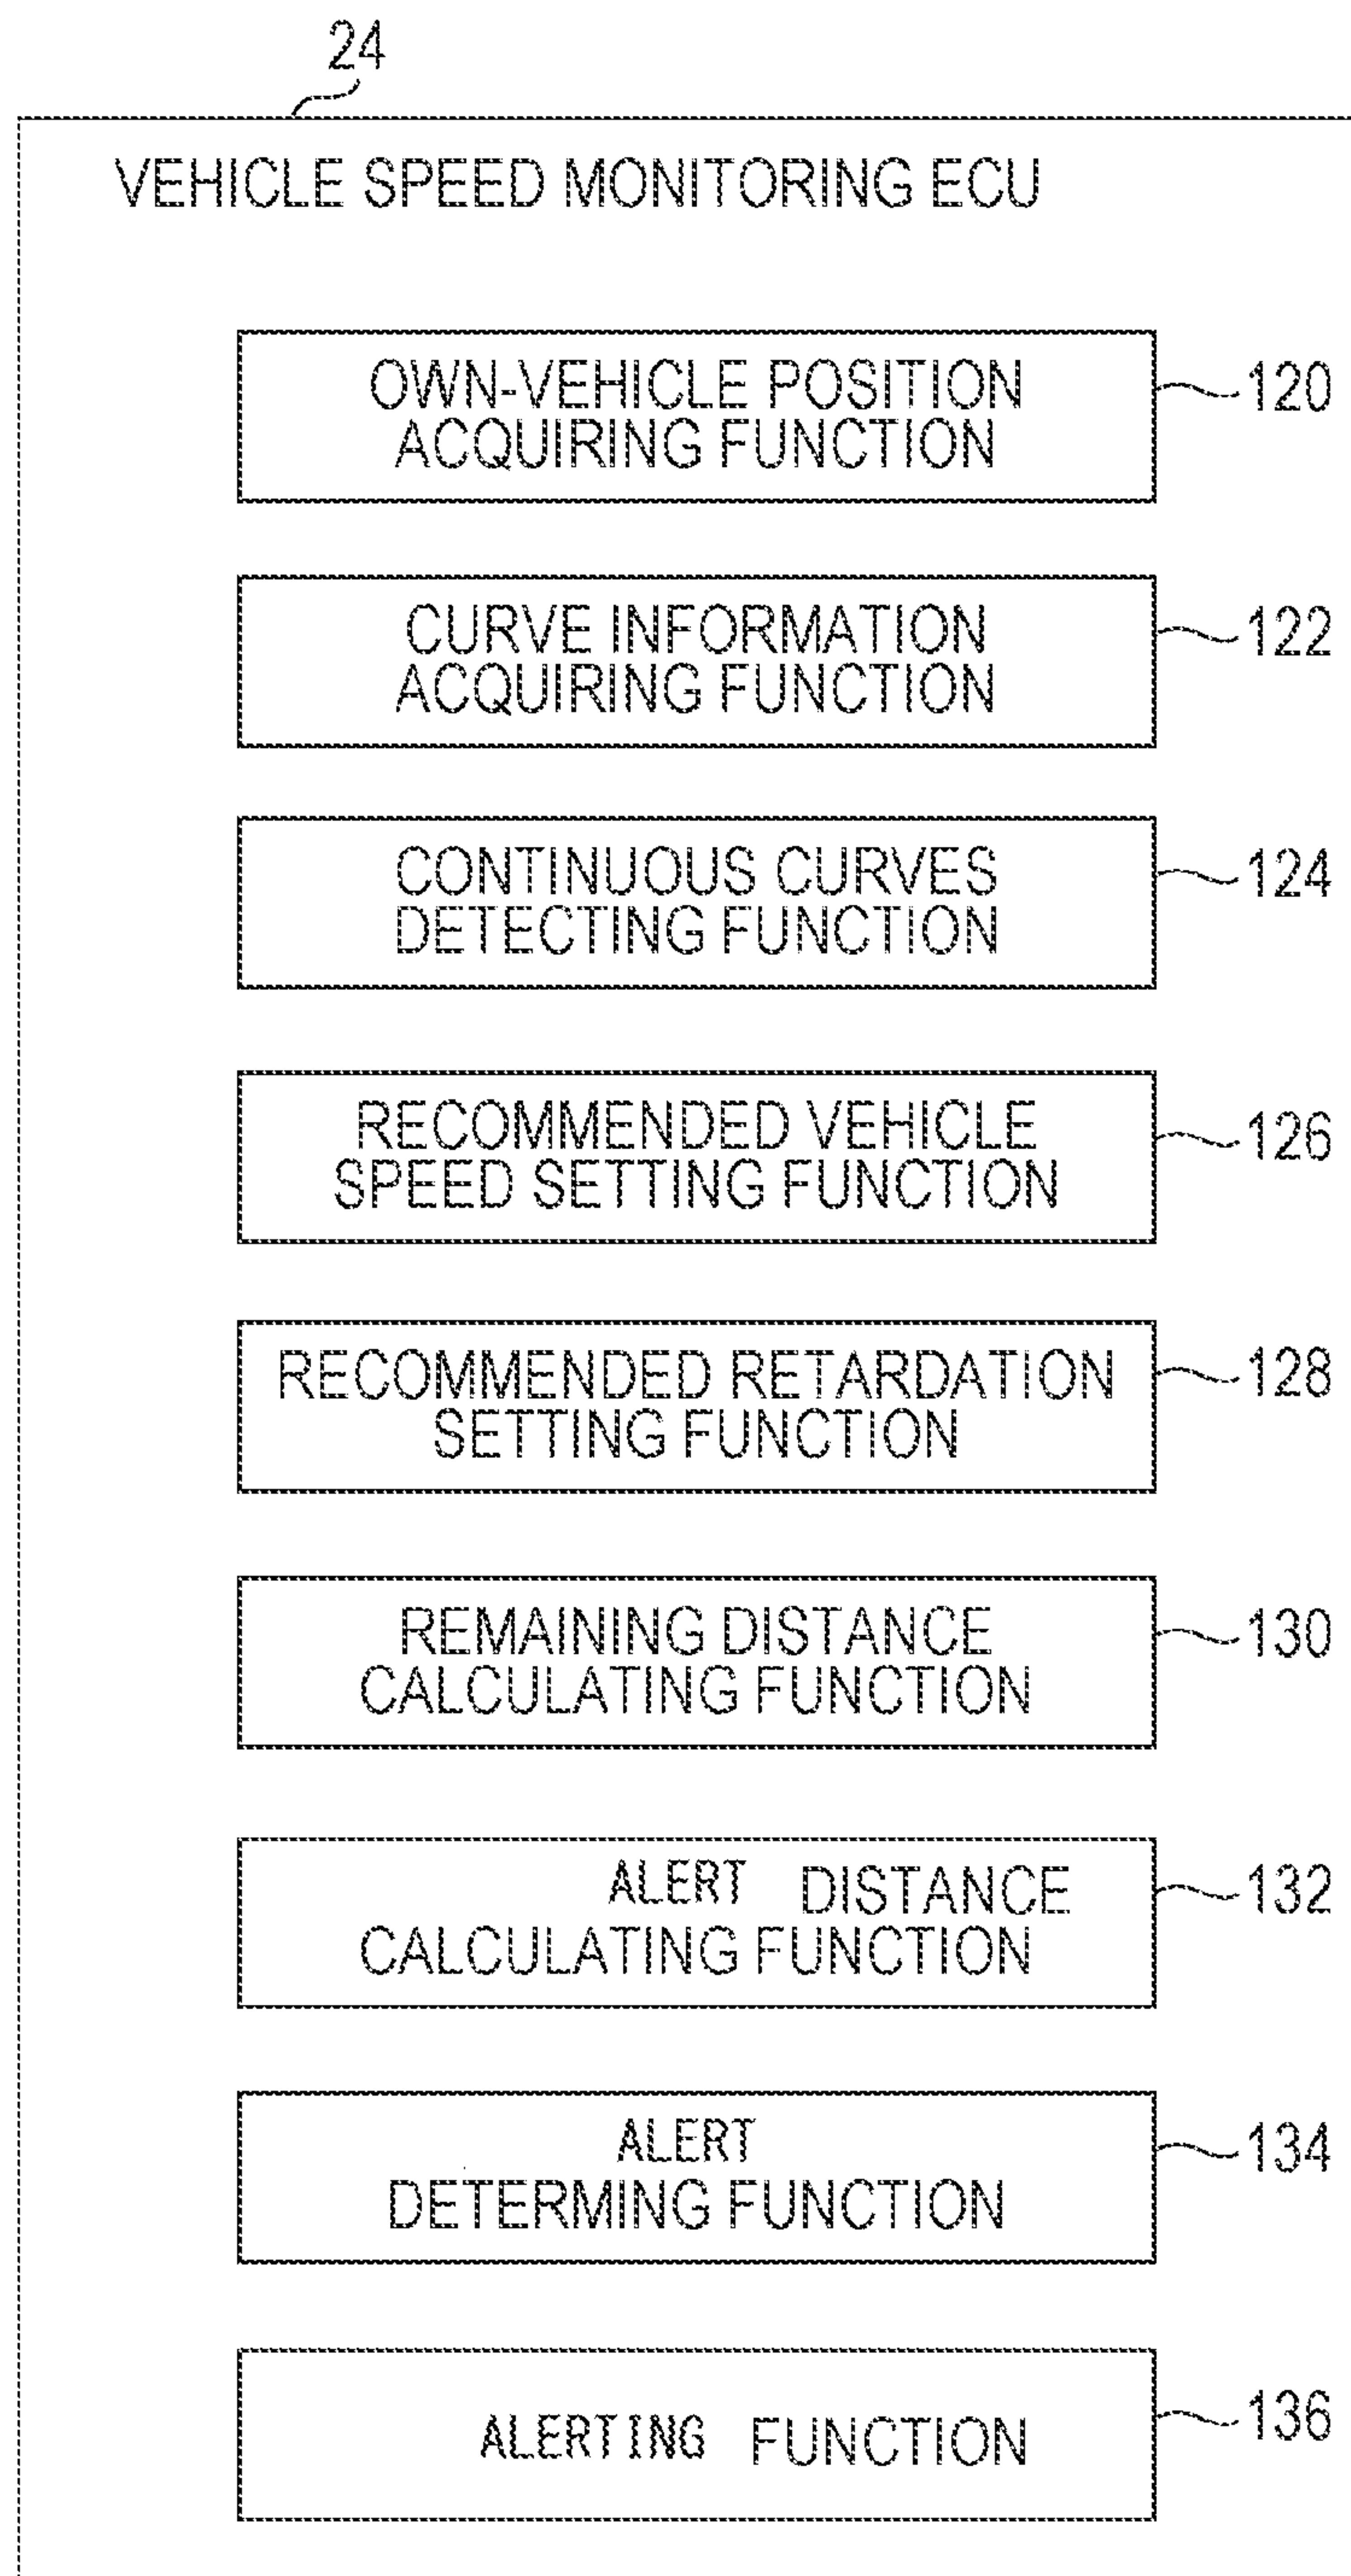 24
VEHICLE SPEED MONITORING ECU
OWN-VEHICLE POSITION
ACQUIRING FUNCTION
120
CURVE INFORMATION
ACQUIRING FUNCTION
122
CONTINUOUS CURVES
DETECTING FUNCTION
124
RECOMMENDED VEHICLE
SPEED SETTING FUNCTION
126
RECOMMENDED RETARDATION
SETTING FUNCTION
128
REMAINING DISTANCE
CALCULATING FUNCTION
130
ALERT DISTANCE
CALCULATING FUNCTION
132
ALERT
DETERMING FUNCTION
134
ALERTING FUNCTION
136